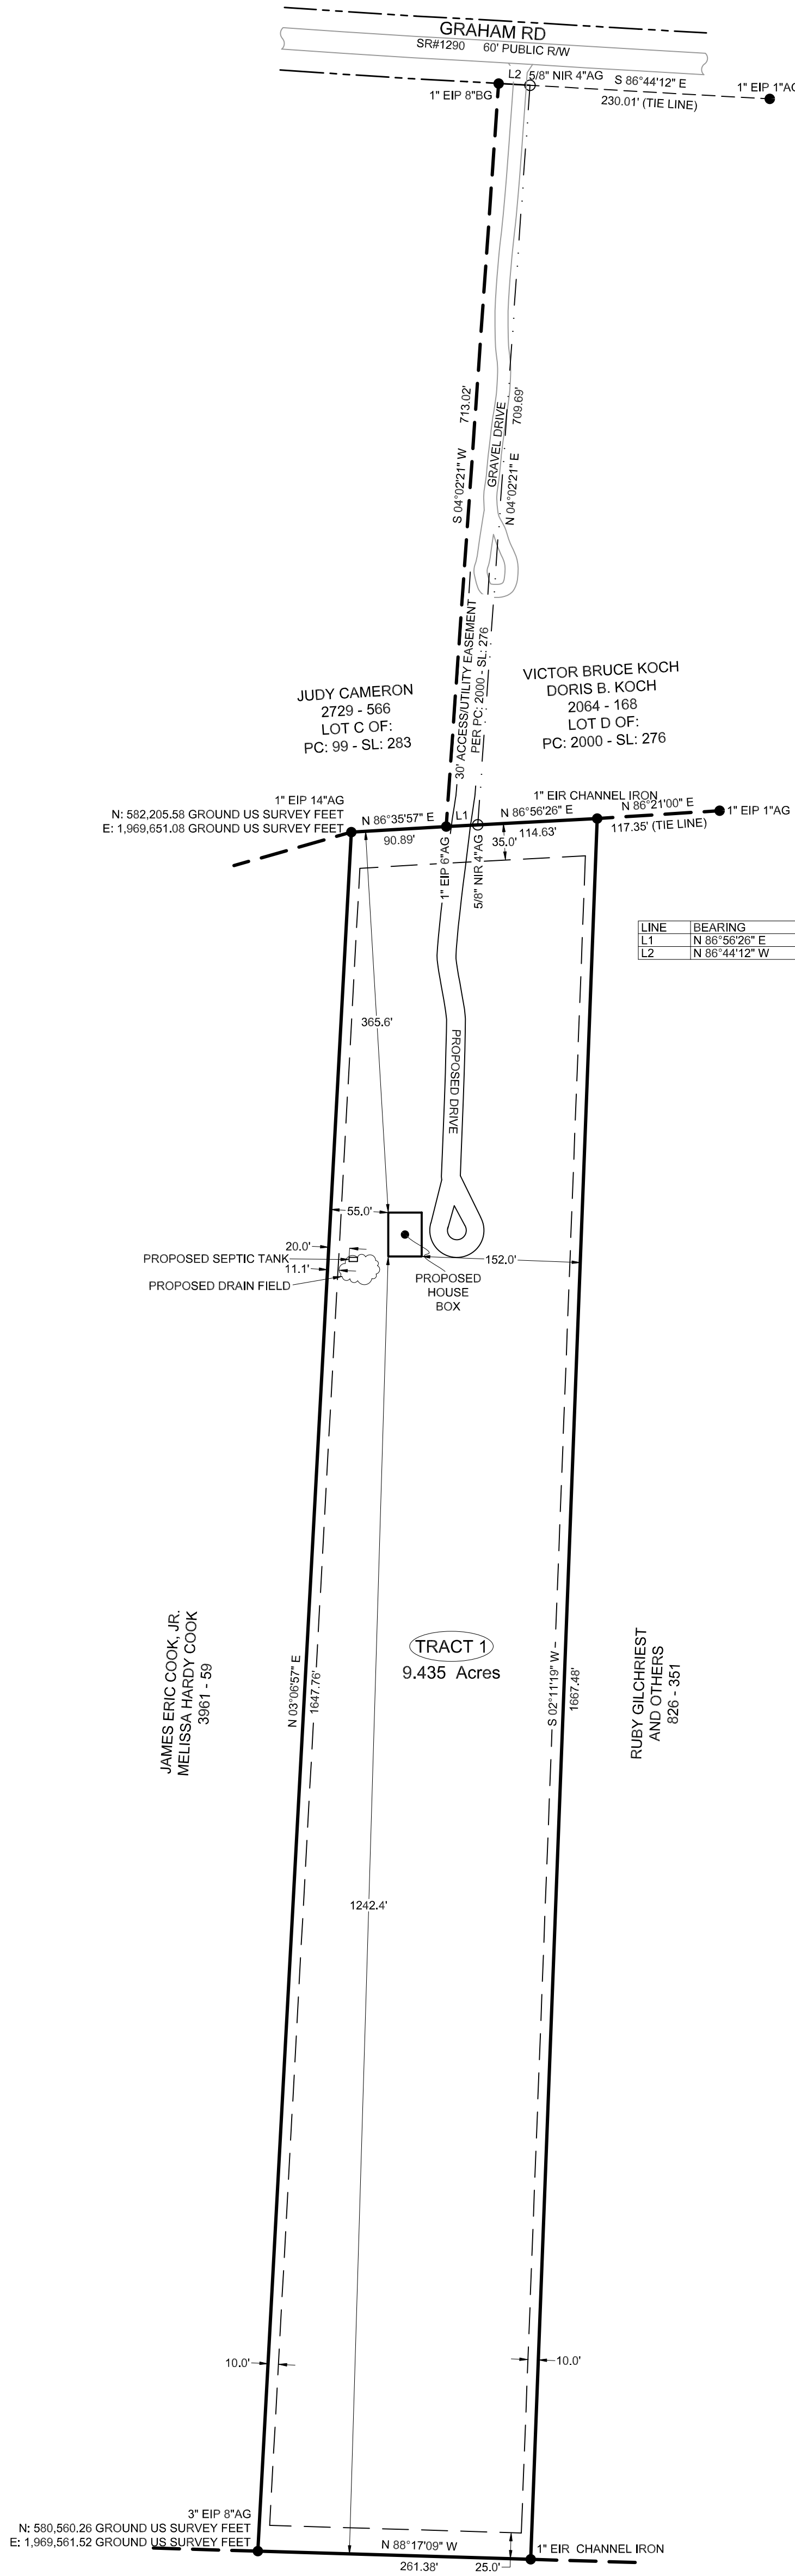 GRAHAM RD
SR#1290 60' PUBLIC R/W
L2 5/8" NIR 4"AG S 86°44'12" E 1" EIP 1"AG
1" EIP 8"BG
230.01' (TIE LINE)
S 04°02'21" W 713.02'
GRAVEL DRIVE
N 04°02'21" E 709.69'
30' ACCESS/UTILITY EASEMENT
PER PC: 2000 - SL: 276
JUDY CAMERON
2729 - 566
LOT C OF:
PC: 99 - SL: 283
VICTOR BRUCE KOCH
DORIS B. KOCH
2064 - 168
LOT D OF:
PC: 2000 - SL: 276
1" EIP 14"AG
N: 582,205.58 GROUND US SURVEY FEET
E: 1,969,651.08 GROUND US SURVEY FEET
N 86°35'57" E
90.89'
L1
1" EIR CHANNEL IRON
N 86°56'26" E
114.63'
N 86°21'00" E
117.35' (TIE LINE)
1" EIP 1"AG
1" EIP 6"AG
5/8" NIR 4"AG
35.0'
LINE BEARING
L1 N 86°56'26" E
L2 N 86°44'12" W
365.6'
PROPOSED DRIVE
55.0'
20.0'
PROPOSED SEPTIC TANK
11.1'
PROPOSED DRAIN FIELD
152.0'
PROPOSED
HOUSE
BOX
JAMES ERIC COOK, JR.
MELISSA HARDY COOK
3961 - 59
N 03°06'57" E
1647.76'
TRACT 1
9.435 Acres
S 02°11'19" W
1667.48'
RUBY GILCHRIEST
AND OTHERS
826 - 351
1242.4'
10.0'
10.0'
3" EIP 8"AG
N: 580,560.26 GROUND US SURVEY FEET
E: 1,969,561.52 GROUND US SURVEY FEET
N 88°17'09" W
261.38'
25.0'
1" EIR CHANNEL IRON